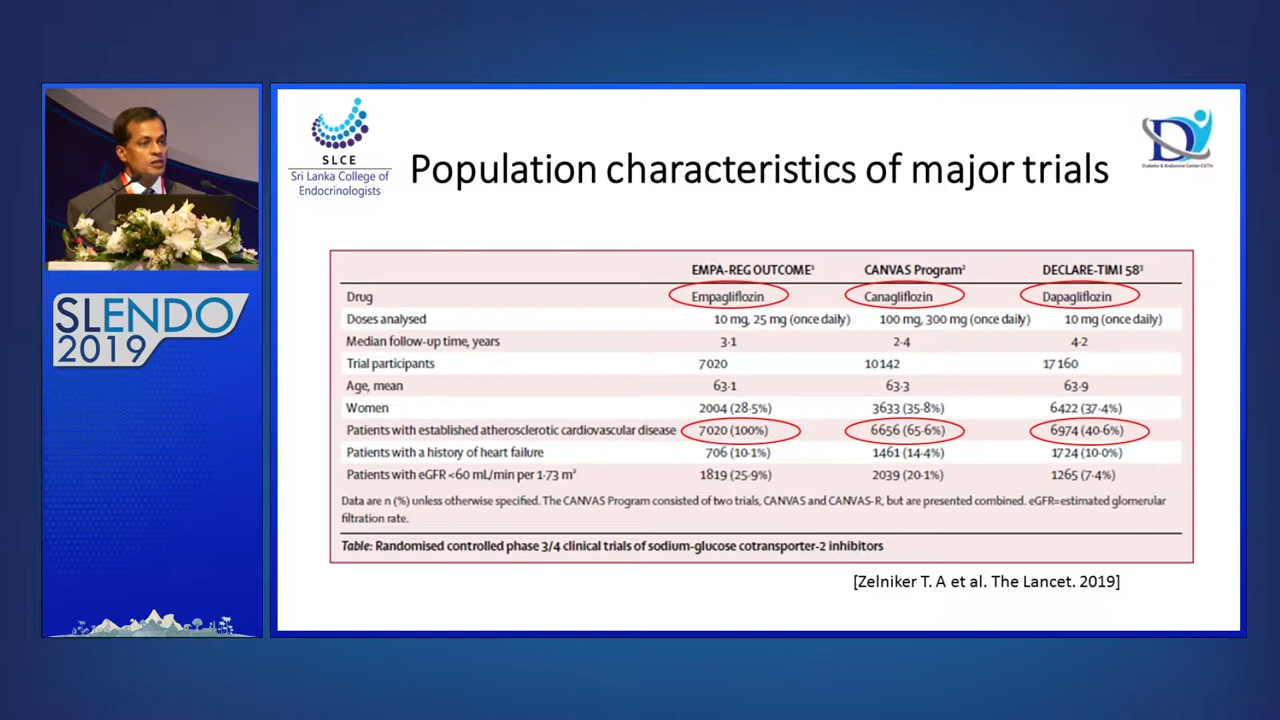 SLCE
Sri Lanka College of
Endocrinologists
Population characteristics of major trials
D
Diabetic & Endocrine Center-CSTH
SLENDO
2019
EMPA-REG OUTCOME¹ CANVAS Program² DECLARE-TIMI 58³
Drug Empagliflozin Canagliflozin Dapagliflozin
Doses analysed 10 mg, 25 mg (once daily) 100 mg, 300 mg (once daily) 10 mg (once daily)
Median follow-up time, years 3·1 2·4 4·2
Trial participants 7020 10142 17160
Age, mean 63·1 63·3 63·9
Women 2004 (28·5%) 3633 (35·8%) 6422 (37·4%)
Patients with established atherosclerotic cardiovascular disease 7020 (100%) 6656 (65·6%) 6974 (40·6%)
Patients with a history of heart failure 706 (10·1%) 1461 (14·4%) 1724 (10·0%)
Patients with eGFR <60 mL/min per 1·73 m² 1819 (25·9%) 2039 (20·1%) 1265 (7·4%)
Data are n (%) unless otherwise specified. The CANVAS Program consisted of two trials, CANVAS and CANVAS-R, but are presented combined. eGFR=estimated glomerular
filtration rate.
Table: Randomised controlled phase 3/4 clinical trials of sodium-glucose cotransporter-2 inhibitors
[Zelniker T. A et al. The Lancet. 2019]